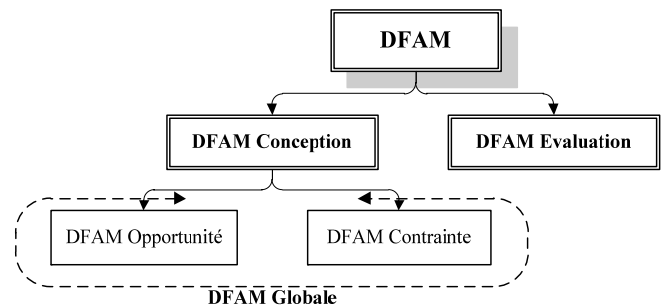 DFAM
DFAM Conception
DFAM Evaluation
DFAM Opportunité
DFAM Contrainte
DFAM Globale